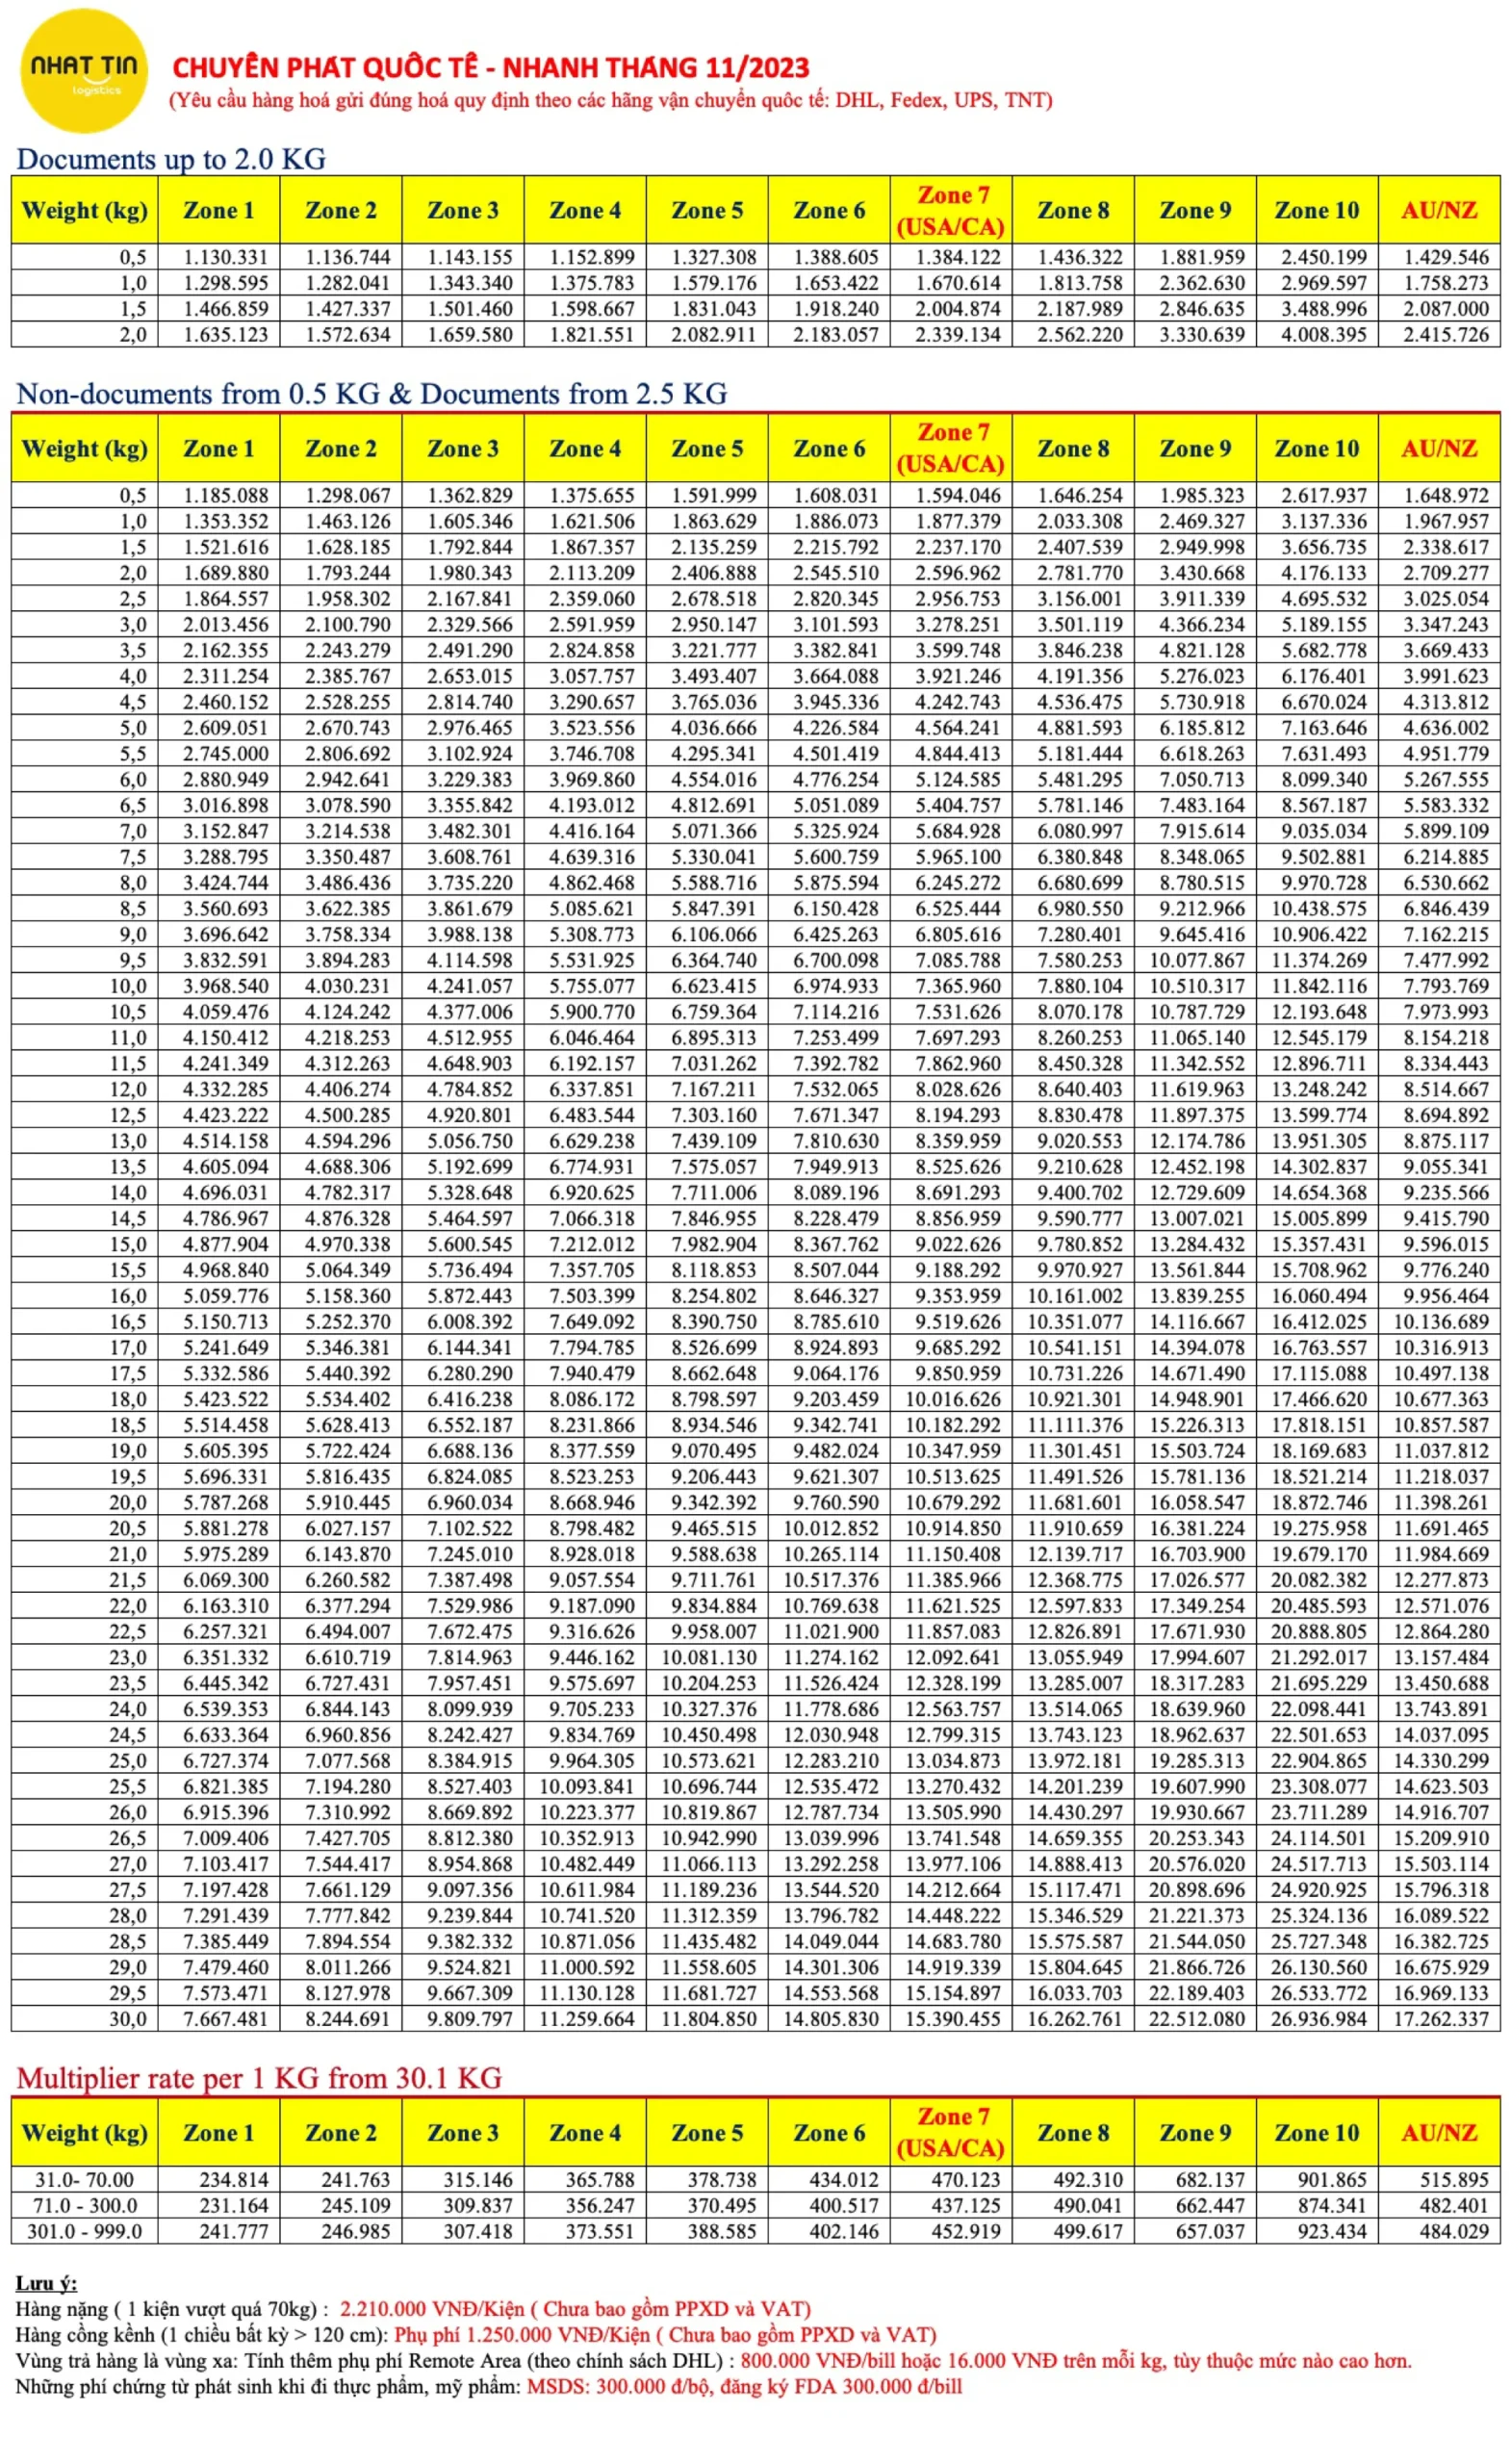 NHAT TIN
logistics
CHUYỂN PHÁT QUỐC TẾ - NHANH THÁNG 11/2023
(Yêu cầu hàng hoá gửi đúng hoá quy định theo các hãng vận chuyển quốc tế: DHL, Fedex, UPS, TNT)
Documents up to 2.0 KG
Weight (kg) Zone 1 Zone 2 Zone 3 Zone 4 Zone 5 Zone 6 Zone 7 (USA/CA) Zone 8 Zone 9 Zone 10 AU/NZ
0,5 1.130.331 1.136.744 1.143.155 1.152.899 1.327.308 1.388.605 1.384.122 1.436.322 1.881.959 2.450.199 1.429.546
1,0 1.298.595 1.282.041 1.343.340 1.375.783 1.579.176 1.653.422 1.670.614 1.813.758 2.362.630 2.969.597 1.758.273
1,5 1.466.859 1.427.337 1.501.460 1.598.667 1.831.043 1.918.240 2.004.874 2.187.989 2.846.635 3.488.996 2.087.000
2,0 1.635.123 1.572.634 1.659.580 1.821.551 2.082.911 2.183.057 2.339.134 2.562.220 3.330.639 4.008.395 2.415.726
Non-documents from 0.5 KG & Documents from 2.5 KG
Weight (kg) Zone 1 Zone 2 Zone 3 Zone 4 Zone 5 Zone 6 Zone 7 (USA/CA) Zone 8 Zone 9 Zone 10 AU/NZ
0,5 1.185.088 1.298.067 1.362.829 1.375.655 1.591.999 1.608.031 1.594.046 1.646.254 1.985.323 2.617.937 1.648.972
1,0 1.353.352 1.463.126 1.605.346 1.621.506 1.863.629 1.886.073 1.877.379 2.033.308 2.469.327 3.137.336 1.967.957
1,5 1.521.616 1.628.185 1.792.844 1.867.357 2.135.259 2.215.792 2.237.170 2.407.539 2.949.998 3.656.735 2.338.617
2,0 1.689.880 1.793.244 1.980.343 2.113.209 2.406.888 2.545.510 2.596.962 2.781.770 3.430.668 4.176.133 2.709.277
2,5 1.864.557 1.958.302 2.167.841 2.359.060 2.678.518 2.820.345 2.956.753 3.156.001 3.911.339 4.695.532 3.025.054
3,0 2.013.456 2.100.790 2.329.566 2.591.959 2.950.147 3.101.593 3.278.251 3.501.119 4.366.234 5.189.155 3.347.243
3,5 2.162.355 2.243.279 2.491.290 2.824.858 3.221.777 3.382.841 3.599.748 3.846.238 4.821.128 5.682.778 3.669.433
4,0 2.311.254 2.385.767 2.653.015 3.057.757 3.493.407 3.664.088 3.921.246 4.191.356 5.276.023 6.176.401 3.991.623
4,5 2.460.152 2.528.255 2.814.740 3.290.657 3.765.036 3.945.336 4.242.743 4.536.475 5.730.918 6.670.024 4.313.812
5,0 2.609.051 2.670.743 2.976.465 3.523.556 4.036.666 4.226.584 4.564.241 4.881.593 6.185.812 7.163.646 4.636.002
5,5 2.745.000 2.806.692 3.102.924 3.746.708 4.295.341 4.501.419 4.844.413 5.181.444 6.618.263 7.631.493 4.951.779
6,0 2.880.949 2.942.641 3.229.383 3.969.860 4.554.016 4.776.254 5.124.585 5.481.295 7.050.713 8.099.340 5.267.555
6,5 3.016.898 3.078.590 3.355.842 4.193.012 4.812.691 5.051.089 5.404.757 5.781.146 7.483.164 8.567.187 5.583.332
7,0 3.152.847 3.214.538 3.482.301 4.416.164 5.071.366 5.325.924 5.684.928 6.080.997 7.915.614 9.035.034 5.899.109
7,5 3.288.795 3.350.487 3.608.761 4.639.316 5.330.041 5.600.759 5.965.100 6.380.848 8.348.065 9.502.881 6.214.885
8,0 3.424.744 3.486.436 3.735.220 4.862.468 5.588.716 5.875.594 6.245.272 6.680.699 8.780.515 9.970.728 6.530.662
8,5 3.560.693 3.622.385 3.861.679 5.085.621 5.847.391 6.150.428 6.525.444 6.980.550 9.212.966 10.438.575 6.846.439
9,0 3.696.642 3.758.334 3.988.138 5.308.773 6.106.066 6.425.263 6.805.616 7.280.401 9.645.416 10.906.422 7.162.215
9,5 3.832.591 3.894.283 4.114.598 5.531.925 6.364.740 6.700.098 7.085.788 7.580.253 10.077.867 11.374.269 7.477.992
10,0 3.968.540 4.030.231 4.241.057 5.755.077 6.623.415 6.974.933 7.365.960 7.880.104 10.510.317 11.842.116 7.793.769
10,5 4.059.476 4.124.242 4.377.006 5.900.770 6.759.364 7.114.216 7.531.626 8.070.178 10.787.729 12.193.648 7.973.993
11,0 4.150.412 4.218.253 4.512.955 6.046.464 6.895.313 7.253.499 7.697.293 8.260.253 11.065.140 12.545.179 8.154.218
11,5 4.241.349 4.312.263 4.648.903 6.192.157 7.031.262 7.392.782 7.862.960 8.450.328 11.342.552 12.896.711 8.334.443
12,0 4.332.285 4.406.274 4.784.852 6.337.851 7.167.211 7.532.065 8.028.626 8.640.403 11.619.963 13.248.242 8.514.667
12,5 4.423.222 4.500.285 4.920.801 6.483.544 7.303.160 7.671.347 8.194.293 8.830.478 11.897.375 13.599.774 8.694.892
13,0 4.514.158 4.594.296 5.056.750 6.629.238 7.439.109 7.810.630 8.359.959 9.020.553 12.174.786 13.951.305 8.875.117
13,5 4.605.094 4.688.306 5.192.699 6.774.931 7.575.057 7.949.913 8.525.626 9.210.628 12.452.198 14.302.837 9.055.341
14,0 4.696.031 4.782.317 5.328.648 6.920.625 7.711.006 8.089.196 8.691.293 9.400.702 12.729.609 14.654.368 9.235.566
14,5 4.786.967 4.876.328 5.464.597 7.066.318 7.846.955 8.228.479 8.856.959 9.590.777 13.007.021 15.005.899 9.415.790
15,0 4.877.904 4.970.338 5.600.545 7.212.012 7.982.904 8.367.762 9.022.626 9.780.852 13.284.432 15.357.431 9.596.015
15,5 4.968.840 5.064.349 5.736.494 7.357.705 8.118.853 8.507.044 9.188.292 9.970.927 13.561.844 15.708.962 9.776.240
16,0 5.059.776 5.158.360 5.872.443 7.503.399 8.254.802 8.646.327 9.353.959 10.161.002 13.839.255 16.060.494 9.956.464
16,5 5.150.713 5.252.370 6.008.392 7.649.092 8.390.750 8.785.610 9.519.626 10.351.077 14.116.667 16.412.025 10.136.689
17,0 5.241.649 5.346.381 6.144.341 7.794.785 8.526.699 8.924.893 9.685.292 10.541.151 14.394.078 16.763.557 10.316.913
17,5 5.332.586 5.440.392 6.280.290 7.940.479 8.662.648 9.064.176 9.850.959 10.731.226 14.671.490 17.115.088 10.497.138
18,0 5.423.522 5.534.402 6.416.238 8.086.172 8.798.597 9.203.459 10.016.626 10.921.301 14.948.901 17.466.620 10.677.363
18,5 5.514.458 5.628.413 6.552.187 8.231.866 8.934.546 9.342.741 10.182.292 11.111.376 15.226.313 17.818.151 10.857.587
19,0 5.605.395 5.722.424 6.688.136 8.377.559 9.070.495 9.482.024 10.347.959 11.301.451 15.503.724 18.169.683 11.037.812
19,5 5.696.331 5.816.435 6.824.085 8.523.253 9.206.443 9.621.307 10.513.625 11.491.526 15.781.136 18.521.214 11.218.037
20,0 5.787.268 5.910.445 6.960.034 8.668.946 9.342.392 9.760.590 10.679.292 11.681.601 16.058.547 18.872.746 11.398.261
20,5 5.881.278 6.027.157 7.102.522 8.798.482 9.465.515 10.012.852 10.914.850 11.910.659 16.381.224 19.275.958 11.691.465
21,0 5.975.289 6.143.870 7.245.010 8.928.018 9.588.638 10.265.114 11.150.408 12.139.717 16.703.900 19.679.170 11.984.669
21,5 6.069.300 6.260.582 7.387.498 9.057.554 9.711.761 10.517.376 11.385.966 12.368.775 17.026.577 20.082.382 12.277.873
22,0 6.163.310 6.377.294 7.529.986 9.187.090 9.834.884 10.769.638 11.621.525 12.597.833 17.349.254 20.485.593 12.571.076
22,5 6.257.321 6.494.007 7.672.475 9.316.626 9.958.007 11.021.900 11.857.083 12.826.891 17.671.930 20.888.805 12.864.280
23,0 6.351.332 6.610.719 7.814.963 9.446.162 10.081.130 11.274.162 12.092.641 13.055.949 17.994.607 21.292.017 13.157.484
23,5 6.445.342 6.727.431 7.957.451 9.575.697 10.204.253 11.526.424 12.328.199 13.285.007 18.317.283 21.695.229 13.450.688
24,0 6.539.353 6.844.143 8.099.939 9.705.233 10.327.376 11.778.686 12.563.757 13.514.065 18.639.960 22.098.441 13.743.891
24,5 6.633.364 6.960.856 8.242.427 9.834.769 10.450.498 12.030.948 12.799.315 13.743.123 18.962.637 22.501.653 14.037.095
25,0 6.727.374 7.077.568 8.384.915 9.964.305 10.573.621 12.283.210 13.034.873 13.972.181 19.285.313 22.904.865 14.330.299
25,5 6.821.385 7.194.280 8.527.403 10.093.841 10.696.744 12.535.472 13.270.432 14.201.239 19.607.990 23.308.077 14.623.503
26,0 6.915.396 7.310.992 8.669.892 10.223.377 10.819.867 12.787.734 13.505.990 14.430.297 19.930.667 23.711.289 14.916.707
26,5 7.009.406 7.427.705 8.812.380 10.352.913 10.942.990 13.039.996 13.741.548 14.659.355 20.253.343 24.114.501 15.209.910
27,0 7.103.417 7.544.417 8.954.868 10.482.449 11.066.113 13.292.258 13.977.106 14.888.413 20.576.020 24.517.713 15.503.114
27,5 7.197.428 7.661.129 9.097.356 10.611.984 11.189.236 13.544.520 14.212.664 15.117.471 20.898.696 24.920.925 15.796.318
28,0 7.291.439 7.777.842 9.239.844 10.741.520 11.312.359 13.796.782 14.448.222 15.346.529 21.221.373 25.324.136 16.089.522
28,5 7.385.449 7.894.554 9.382.332 10.871.056 11.435.482 14.049.044 14.683.780 15.575.587 21.544.050 25.727.348 16.382.725
29,0 7.479.460 8.011.266 9.524.821 11.000.592 11.558.605 14.301.306 14.919.339 15.804.645 21.866.726 26.130.560 16.675.929
29,5 7.573.471 8.127.978 9.667.309 11.130.128 11.681.727 14.553.568 15.154.897 16.033.703 22.189.403 26.533.772 16.969.133
30,0 7.667.481 8.244.691 9.809.797 11.259.664 11.804.850 14.805.830 15.390.455 16.262.761 22.512.080 26.936.984 17.262.337
Multiplier rate per 1 KG from 30.1 KG
Weight (kg) Zone 1 Zone 2 Zone 3 Zone 4 Zone 5 Zone 6 Zone 7 (USA/CA) Zone 8 Zone 9 Zone 10 AU/NZ
31.0- 70.00 234.814 241.763 315.146 365.788 378.738 434.012 470.123 492.310 682.137 901.865 515.895
71.0 - 300.0 231.164 245.109 309.837 356.247 370.495 400.517 437.125 490.041 662.447 874.341 482.401
301.0 - 999.0 241.777 246.985 307.418 373.551 388.585 402.146 452.919 499.617 657.037 923.434 484.029
Lưu ý:
Hàng nặng ( 1 kiện vượt quá 70kg) : 2.210.000 VNĐ/Kiện ( Chưa bao gồm PPXD và VAT)
Hàng cồng kềnh (1 chiều bất kỳ > 120 cm): Phụ phí 1.250.000 VNĐ/Kiện ( Chưa bao gồm PPXD và VAT)
Vùng trả hàng là vùng xa: Tính thêm phụ phí Remote Area (theo chính sách DHL) : 800.000 VNĐ/bill hoặc 16.000 VNĐ trên mỗi kg, tùy thuộc mức nào cao hơn.
Những phí chứng từ phát sinh khi đi thực phẩm, mỹ phẩm: MSDS: 300.000 đ/bộ, đăng ký FDA 300.000 đ/bill